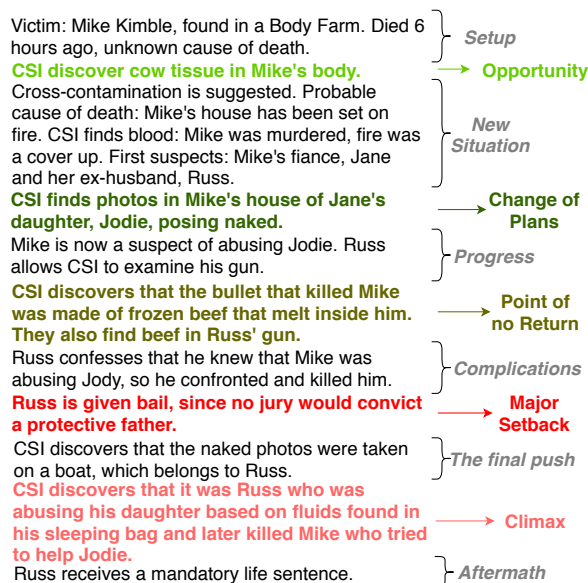 Victim: Mike Kimble, found in a Body Farm. Died 6
hours ago, unknown cause of death.
Setup
CSI discover cow tissue in Mike's body.
Opportunity
Cross-contamination is suggested. Probable
cause of death: Mike's house has been set on
fire. CSI finds blood: Mike was murdered, fire was
a cover up. First suspects: Mike's fiance, Jane
and her ex-husband, Russ.
New
Situation
CSI finds photos in Mike's house of Jane's
daughter, Jodie, posing naked.
Change of
Plans
Mike is now a suspect of abusing Jodie. Russ
allows CSI to examine his gun.
Progress
CSI discovers that the bullet that killed Mike
was made of frozen beef that melt inside him.
They also find beef in Russ' gun.
Point of
no Return
Russ confesses that he knew that Mike was
abusing Jody, so he confronted and killed him.
Complications
Russ is given bail, since no jury would convict
a protective father.
Major
Setback
CSI discovers that the naked photos were taken
on a boat, which belongs to Russ.
The final push
CSI discovers that it was Russ who was
abusing his daughter based on fluids found in
his sleeping bag and later killed Mike who tried
to help Jodie.
Climax
Russ receives a mandatory life sentence.
Aftermath